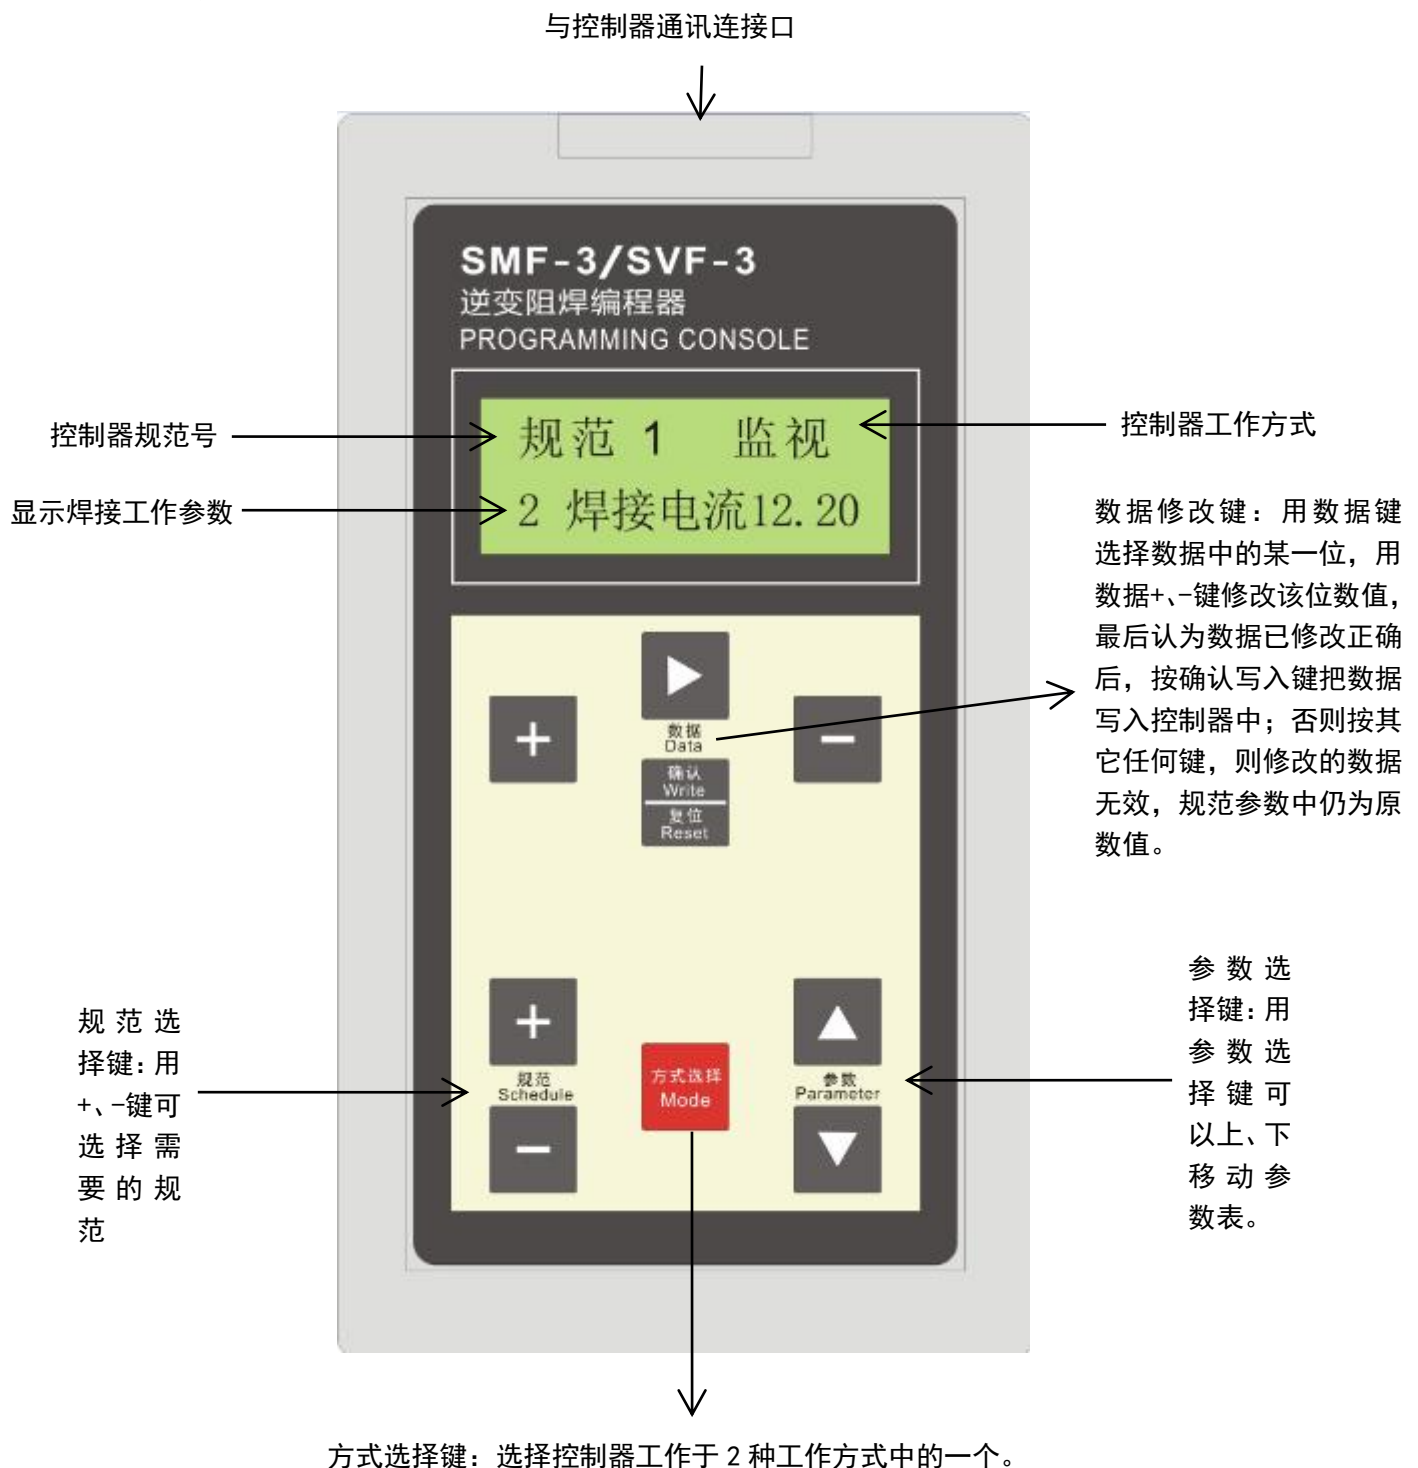 与控制器通讯连接口
SMF-3/SVF-3
逆变阻焊编程器
PROGRAMMING CONSOLE
控制器规范号
规范 1 监视
控制器工作方式
显示焊接工作参数
2 焊接电流12.20
数据修改键：用数据键
选择数据中的某一位，用
数据+、-键修改该位数值，
最后认为数据已修改正确
后，按确认写入键把数据
写入控制器中；否则按其
它任何键，则修改的数据
无效，规范参数中仍为原
数值。
+
数据
Data
-
确认
Write
复位
Reset
规范选
择键：用
+、-键可
选择需
要的规
范
+
规范
Schedule
-
方式选择
Mode
参数
Parameter
参数选
择键：用
参数选
择键可
以上、下
移动参
数表。
方式选择键：选择控制器工作于 2 种工作方式中的一个。